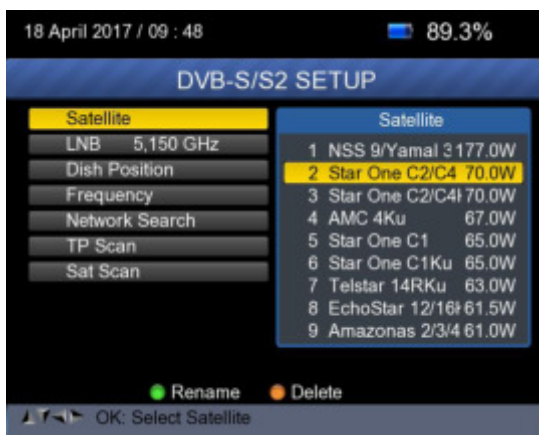 18 April 2017 / 09 : 48 89.3%
DVB-S/S2 SETUP
Satellite
LNB 5,150 GHz
Dish Position
Frequency
Network Search
TP Scan
Sat Scan
Satellite
1 NSS 9/Yamal 3 177.0W
2 Star One C2/C4 70.0W
3 Star One C2/C4 70.0W
4 AMC 4Ku 67.0W
5 Star One C1 65.0W
6 Star One C1Ku 65.0W
7 Telstar 14RKu 63.0W
8 EchoStar 12/16 61.5W
9 Amazonas 2/3/4 61.0W
Rename Delete
OK: Select Satellite